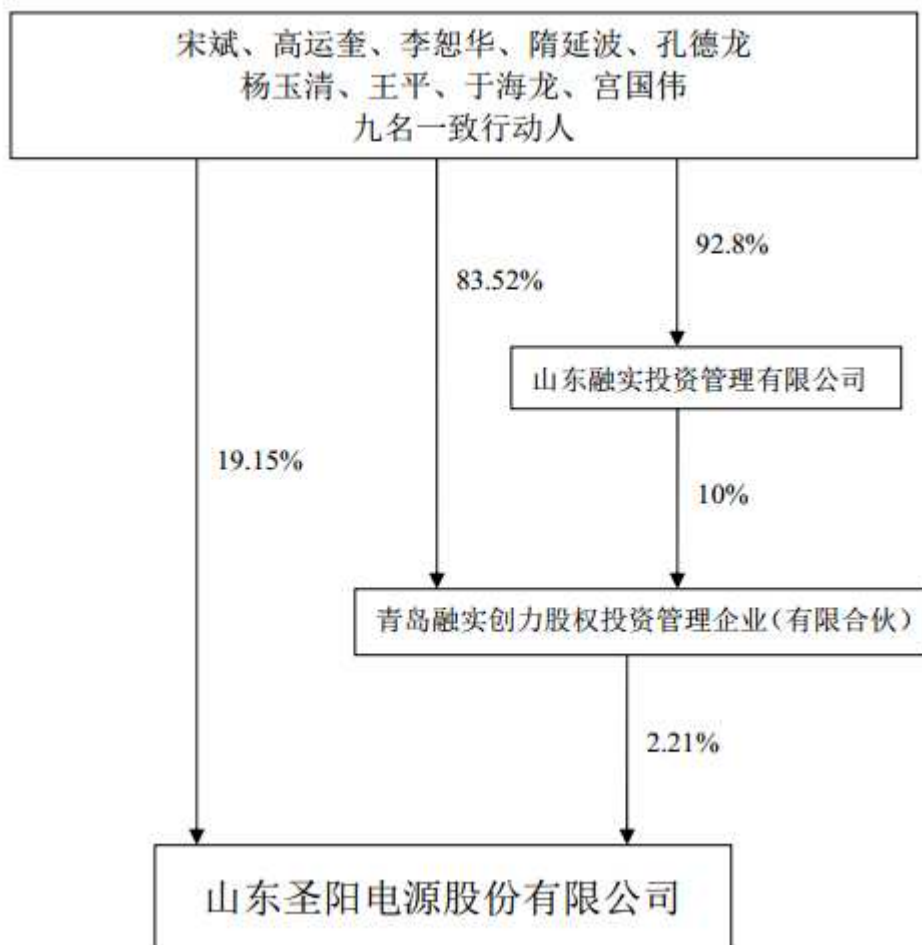 宋斌、高运奎、李恕华、隋延波、孔德龙
杨玉清、王平、于海龙、宫国伟
九名一致行动人
92.8%
83.52%
山东融实投资管理有限公司
19.15%
10%
青岛融实创力股权投资管理企业（有限合伙）
2.21%
山东圣阳电源股份有限公司